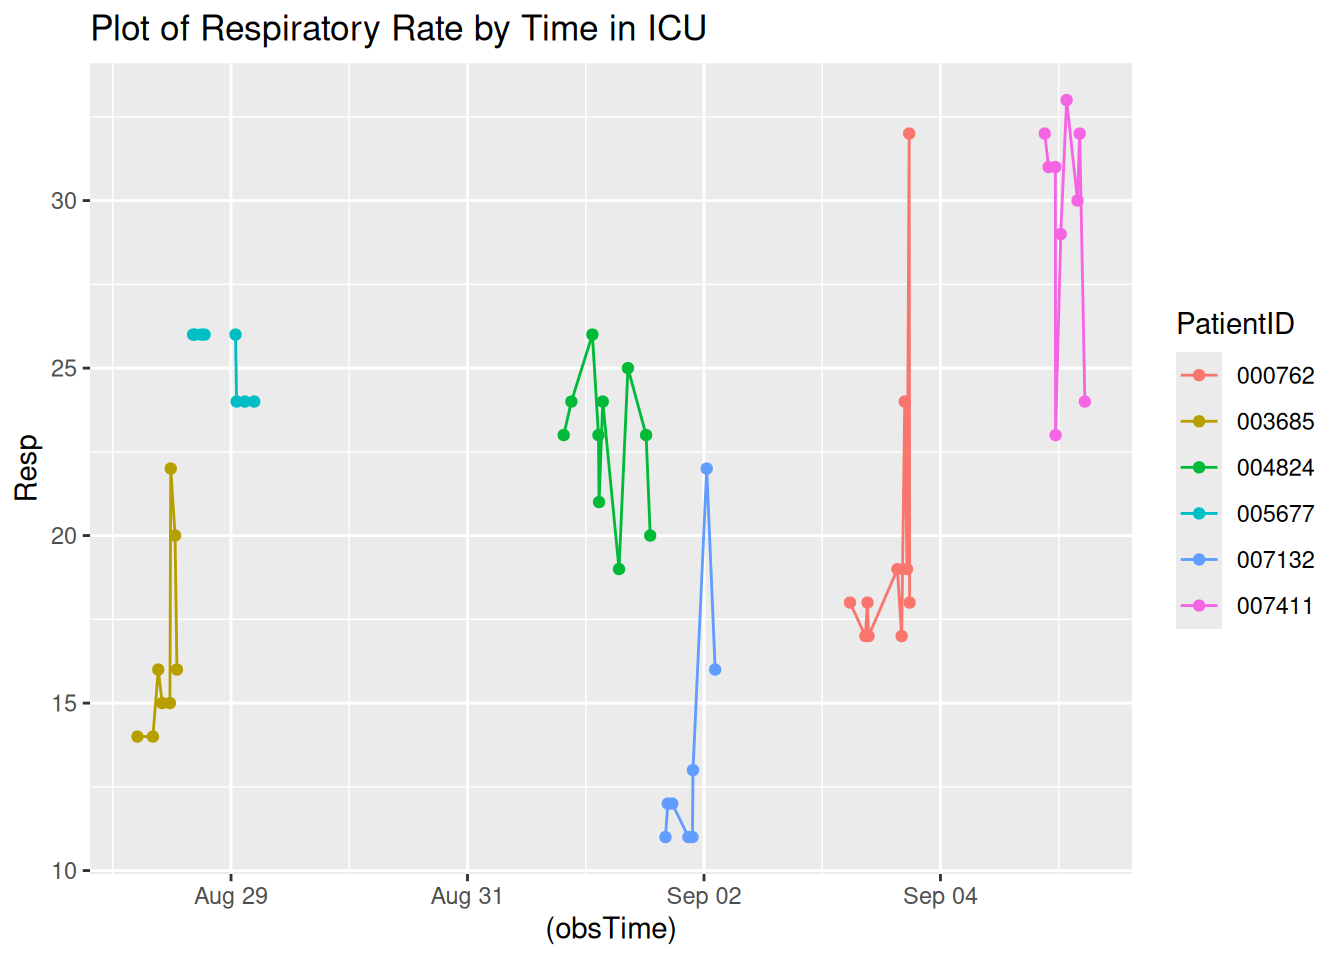 Plot of Respiratory Rate by Time in ICU
Resp
30
25
20
15
10
Aug 29
Aug 31
Sep 02
Sep 04
(obsTime)
PatientID
000762
003685
004824
005677
007132
007411